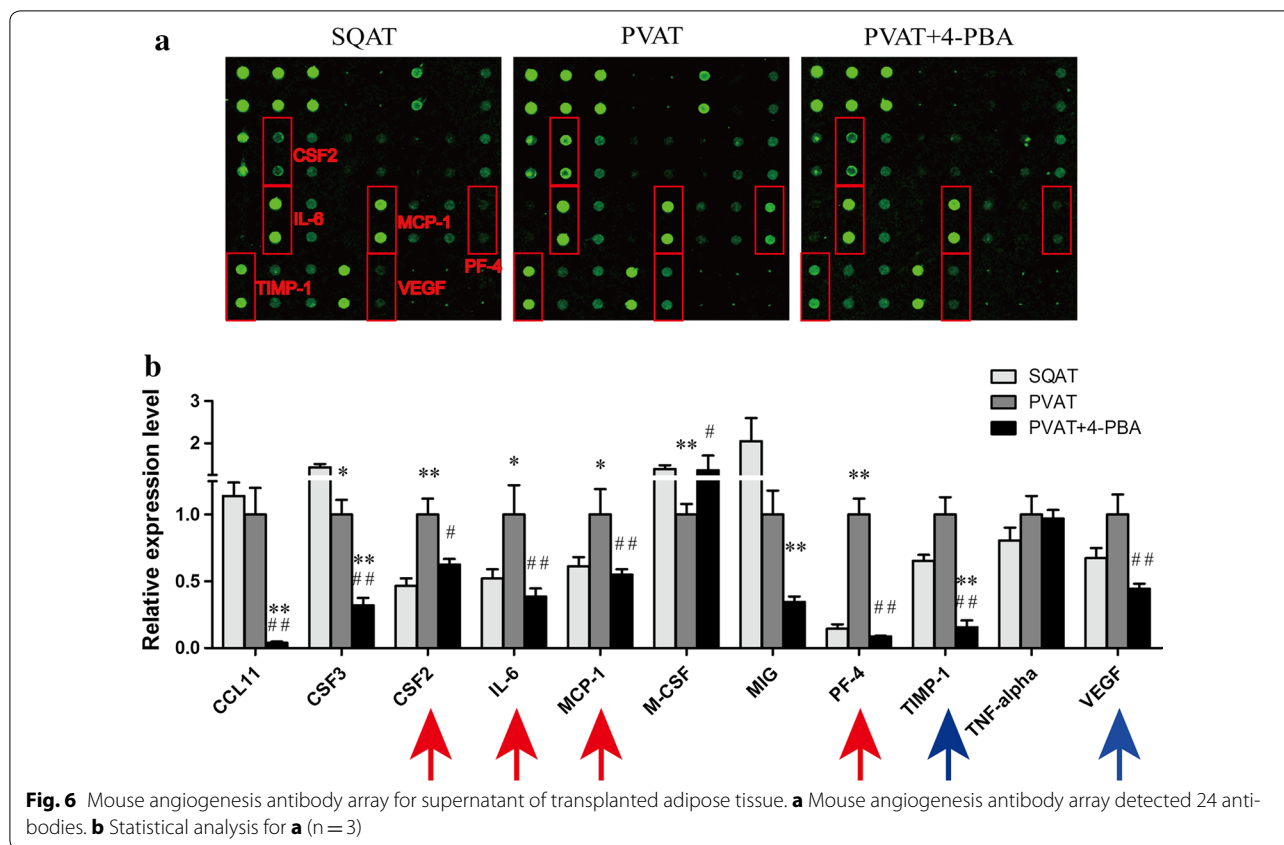 a
SQAT PVAT PVAT+4-PBA
CSF2
IL-6 MCP-1
PF-4
TIMP-1 VEGF
b
SQAT
PVAT
PVAT+4-PBA
Relative expression level
3
2
1.0
0.5
0.0
** ##
* ** ##
** #
* ##
* ##
** #
**
** ##
** ##
##
CCL11 CSF3 CSF2 IL-6 MCP-1 M-CSF MIG PF-4 TIMP-1 TNF-alpha VEGF
Fig. 6 Mouse angiogenesis antibody array for supernatant of transplanted adipose tissue. a Mouse angiogenesis antibody array detected 24 anti-
bodies. b Statistical analysis for a (n = 3)